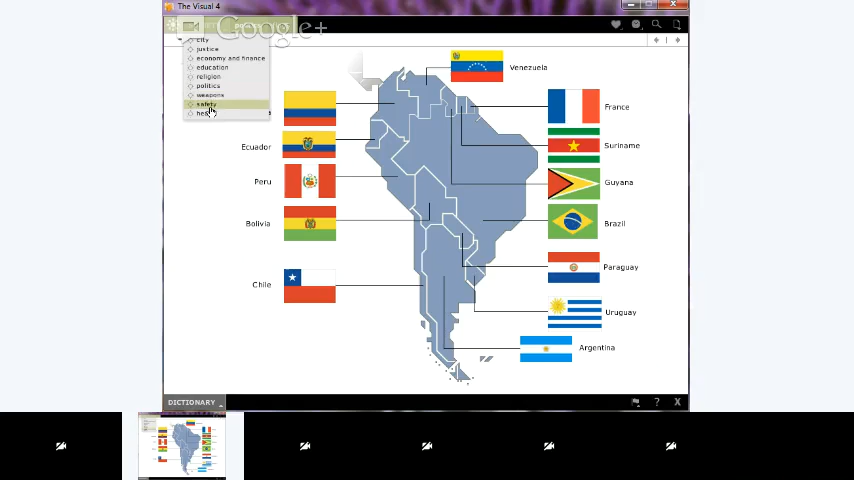 The Visual 4
Google+
city
justice
economy and finance
education
religion
politics
weapons
safety
Venezuela
France
Ecuador
Suriname
Peru
Guyana
Bolivia
Brazil
Chile
Paraguay
Uruguay
Argentina
DICTIONARY
?
X